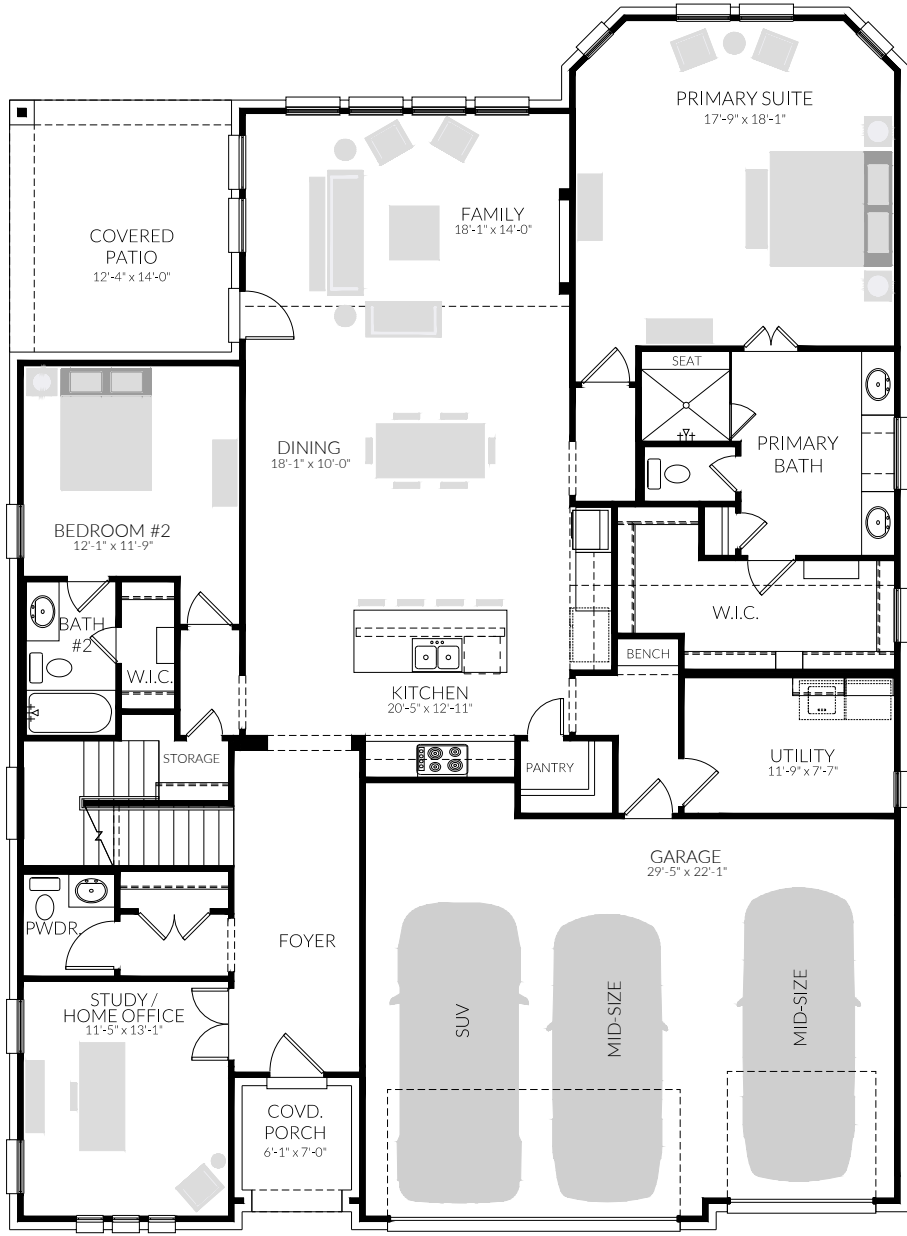 PRIMARY SUITE
17'-9" x 18'-1"
FAMILY
18'-1" x 14'-0"
COVERED
PATIO
12'-4" x 14'-0"
SEAT
PRIMARY
BATH
DINING
18'-1" x 10'-0"
BEDROOM #2
12'-1" x 11'-9"
BATH
#2
W.I.C.
W.I.C.
BENCH
KITCHEN
20'-5" x 12'-11"
STORAGE
PANTRY
UTILITY
11'-9" x 7'-7"
GARAGE
29'-5" x 22'-1"
PWDR.
FOYER
STUDY /
HOME OFFICE
11'-5" x 13'-1"
SUV
MID-SIZE
MID-SIZE
COVD.
PORCH
6'-1" x 7'-0"